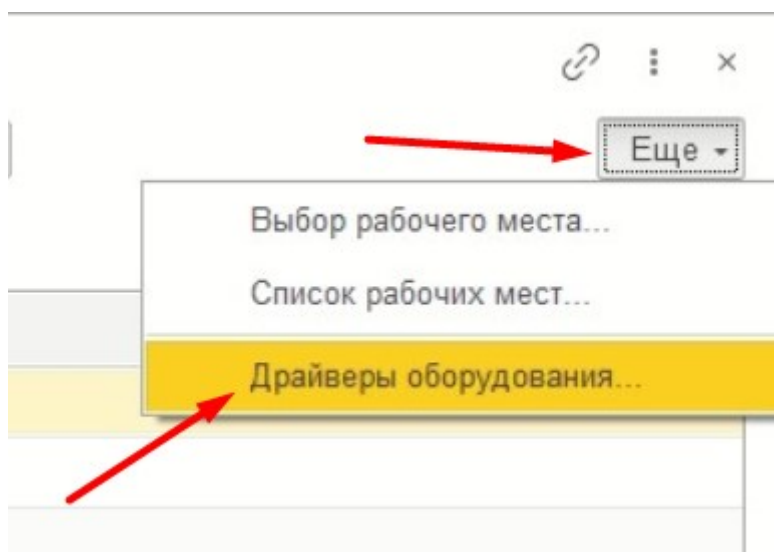 Еще
Выбор рабочего места...
Список рабочих мест...
Драйверы оборудования...